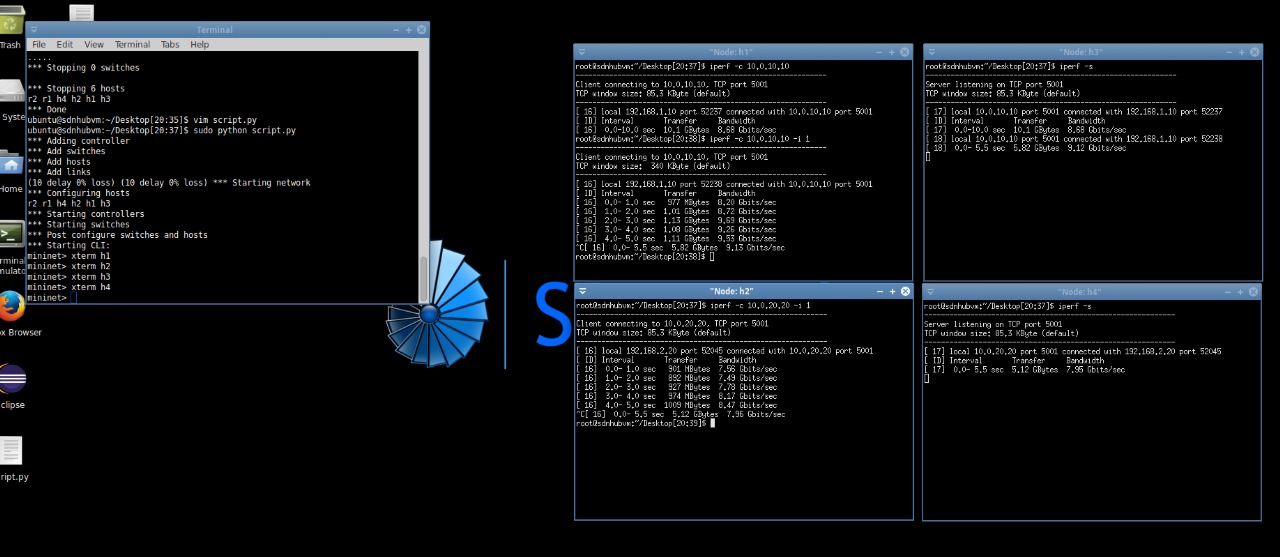 Trash
Syste
Home
rminal
mulato
ox Browser
clipse
ript.py
Terminal
File Edit View Terminal Tabs Help
.....
*** Stopping 0 switches
*** Stopping 6 hosts
r2 r1 h4 h2 h1 h3
*** Done
ubuntu@sdnhubvm:~/Desktop[20:35]$ vim script.py
ubuntu@sdnhubvm:~/Desktop[20:37]$ sudo python script.py
*** Adding controller
*** Add switches
*** Add hosts
*** Add links
(10 delay 0% loss) (10 delay 0% loss) *** Starting network
*** Configuring hosts
r2 r1 h4 h2 h1 h3
*** Starting controllers
*** Starting switches
*** Post configure switches and hosts
*** Starting CLI:
mininet> xterm h1
mininet> xterm h2
mininet> xterm h3
mininet> xterm h4
mininet>
S
"Node: h1"
root@sdnhubvm:~/Desktop[20:37]$ iperf -c 10.0.10.10
------------------------------------------------------------
Client connecting to 10.0.10.10, TCP port 5001
TCP window size: 85.3 KByte (default)
------------------------------------------------------------
[ 16] local 192.168.1.10 port 52237 connected with 10.0.10.10 port 5001
[ ID] Interval Transfer Bandwidth
[ 16] 0.0-10.0 sec 10.1 GBytes 8.68 Gbits/sec
root@sdnhubvm:~/Desktop[20:38]$ iperf -c 10.0.10.10 -i 1
------------------------------------------------------------
Client connecting to 10.0.10.10, TCP port 5001
TCP window size: 340 KByte (default)
------------------------------------------------------------
[ 16] local 192.168.1.10 port 52238 connected with 10.0.10.10 port 5001
[ ID] Interval Transfer Bandwidth
[ 16] 0.0- 1.0 sec 977 MBytes 8.20 Gbits/sec
[ 16] 1.0- 2.0 sec 1.01 GBytes 8.72 Gbits/sec
[ 16] 2.0- 3.0 sec 1.13 GBytes 9.69 Gbits/sec
[ 16] 3.0- 4.0 sec 1.08 GBytes 9.26 Gbits/sec
[ 16] 4.0- 5.0 sec 1.11 GBytes 9.53 Gbits/sec
^C[ 16] 0.0- 5.5 sec 5.82 GBytes 9.13 Gbits/sec
root@sdnhubvm:~/Desktop[20:38]$
"Node: h3"
root@sdnhubvm:~/Desktop[20:37]$ iperf -s
------------------------------------------------------------
Server listening on TCP port 5001
TCP window size: 85.3 KByte (default)
------------------------------------------------------------
[ 17] local 10.0.10.10 port 5001 connected with 192.168.1.10 port 52237
[ ID] Interval Transfer Bandwidth
[ 17] 0.0-10.0 sec 10.1 GBytes 8.68 Gbits/sec
[ 18] local 10.0.10.10 port 5001 connected with 192.168.1.10 port 52238
[ 18] 0.0- 5.5 sec 5.82 GBytes 9.12 Gbits/sec
"Node: h2"
root@sdnhubvm:~/Desktop[20:37]$ iperf -c 10.0.20.20 -i 1
------------------------------------------------------------
Client connecting to 10.0.20.20, TCP port 5001
TCP window size: 85.3 KByte (default)
------------------------------------------------------------
[ 16] local 192.168.2.20 port 52045 connected with 10.0.20.20 port 5001
[ ID] Interval Transfer Bandwidth
[ 16] 0.0- 1.0 sec 901 MBytes 7.56 Gbits/sec
[ 16] 1.0- 2.0 sec 892 MBytes 7.49 Gbits/sec
[ 16] 2.0- 3.0 sec 927 MBytes 7.78 Gbits/sec
[ 16] 3.0- 4.0 sec 974 MBytes 8.17 Gbits/sec
[ 16] 4.0- 5.0 sec 1009 MBytes 8.47 Gbits/sec
^C[ 16] 0.0- 5.5 sec 5.12 GBytes 7.96 Gbits/sec
root@sdnhubvm:~/Desktop[20:39]$
"Node: h4"
root@sdnhubvm:~/Desktop[20:37]$ iperf -s
------------------------------------------------------------
Server listening on TCP port 5001
TCP window size: 85.3 KByte (default)
------------------------------------------------------------
[ 17] local 10.0.20.20 port 5001 connected with 192.168.2.20 port 52045
[ ID] Interval Transfer Bandwidth
[ 17] 0.0- 5.5 sec 5.12 GBytes 7.95 Gbits/sec